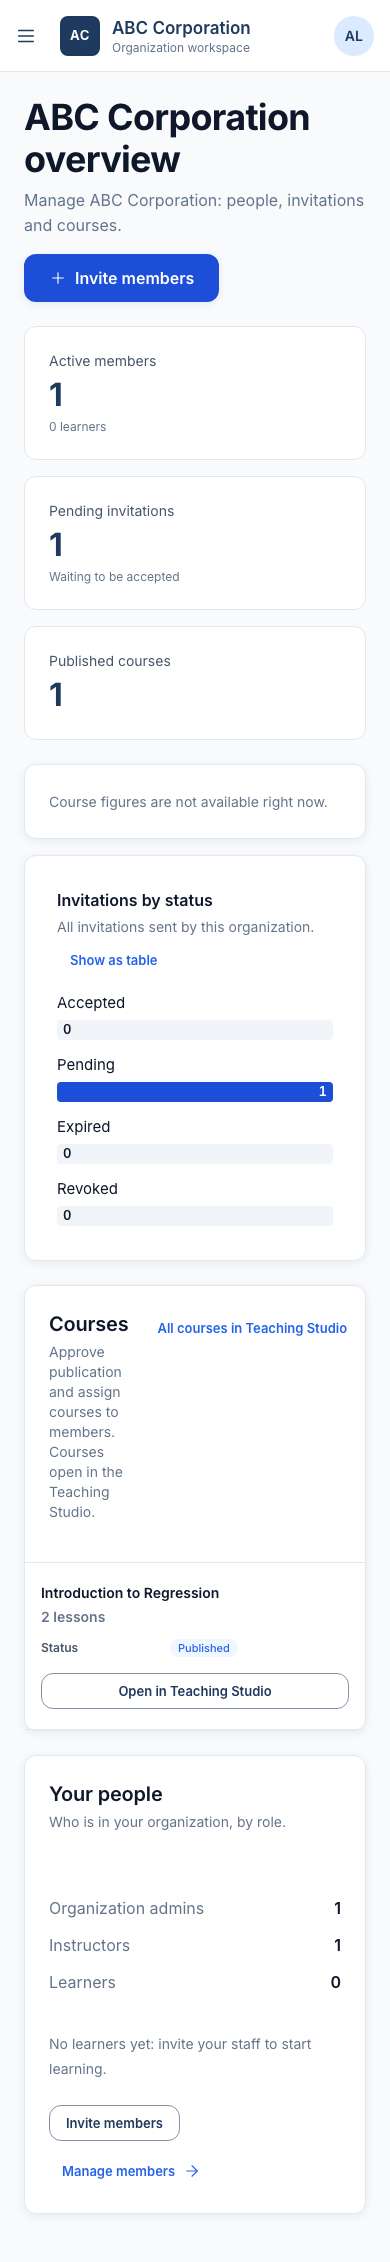 AC
ABC Corporation
Organization workspace
AL
ABC Corporation
overview
Manage ABC Corporation: people, invitations
and courses.
Invite members
Active members
1
0 learners
Pending invitations
1
Waiting to be accepted
Published courses
1
Course figures are not available right now.
Invitations by status
All invitations sent by this organization.
Show as table
Accepted
0
Pending
1
Expired
0
Revoked
0
Courses
All courses in Teaching Studio
Approve
publication
and assign
courses to
members.
Courses
open in the
Teaching
Studio.
Introduction to Regression
2 lessons
Status Published
Open in Teaching Studio
Your people
Who is in your organization, by role.
Organization admins 1
Instructors 1
Learners 0
No learners yet: invite your staff to start
learning.
Invite members
Manage members